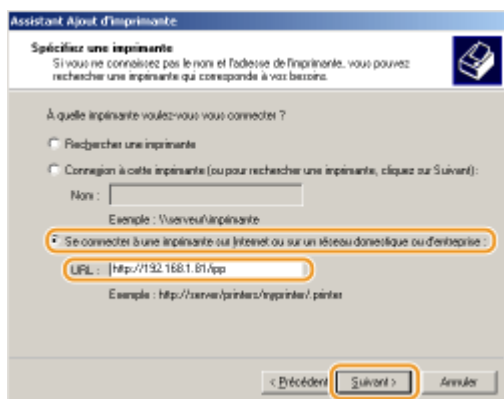 Assistant Ajout d'imprimante
Spécifiez une imprimante
Si vous ne connaissez pas le nom et l'adresse de l'imprimante, vous pouvez
rechercher une imprimante qui corresponde à vos besoins.
À quelle imprimante voulez-vous vous connecter ?
Rechercher une imprimante
Connexion à cette imprimante (ou pour rechercher une imprimante, cliquez sur Suivant) :
Nom :
Exemple : \\serveur\imprimante
Se connecter à une imprimante sur Internet ou sur un réseau domestique ou d'entreprise :
URL : http://192.168.1.81/ipp
Exemple : http://server/printers/myprinter/.printer
< Précédent
Suivant >
Annuler